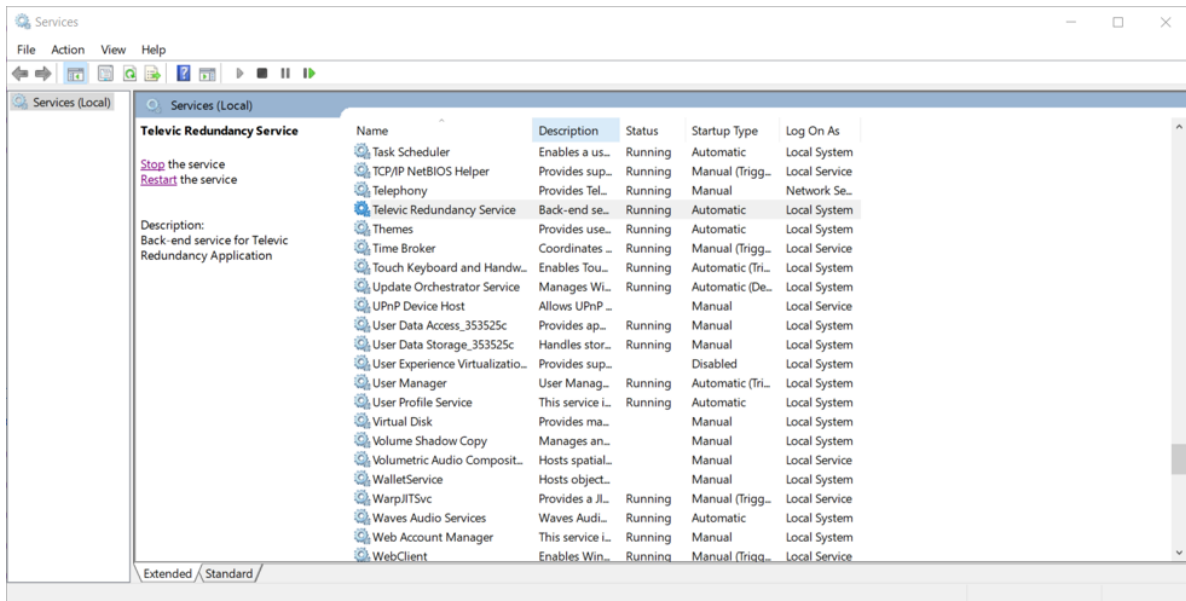 Services
File Action View Help
Services (Local)
Services (Local)
Televic Redundancy Service
Stop the service
Restart the service
Description:
Back-end service for Televic
Redundancy Application
Name Description Status Startup Type Log On As
Task Scheduler Enables a us... Running Automatic Local System
TCP/IP NetBIOS Helper Provides sup... Running Manual (Trigg... Local Service
Telephony Provides Tel... Running Manual Network Se...
Televic Redundancy Service Back-end se... Running Automatic Local System
Themes Provides use... Running Automatic Local System
Time Broker Coordinates ... Running Manual (Trigg... Local Service
Touch Keyboard and Handw... Enables Tou... Running Automatic (Tri... Local System
Update Orchestrator Service Manages Wi... Running Automatic (De... Local System
UPnP Device Host Allows UPnP ... Manual Local Service
User Data Access_353525c Provides ap... Running Manual Local System
User Data Storage_353525c Handles stor... Running Manual Local System
User Experience Virtualizatio... Provides sup... Disabled Local System
User Manager User Manag... Running Automatic (Tri... Local System
User Profile Service This service i... Running Automatic Local System
Virtual Disk Provides ma... Manual Local System
Volume Shadow Copy Manages an... Manual Local System
Volumetric Audio Composit... Hosts spatial... Manual Local Service
WalletService Hosts object... Manual Local System
WarpJITSvc Provides a JI... Running Manual (Trigg... Local Service
Waves Audio Services Waves Audi... Running Automatic Local System
Web Account Manager This service i... Running Manual Local System
WebClient Enables Win... Running Manual (Trigg... Local Service
Extended Standard